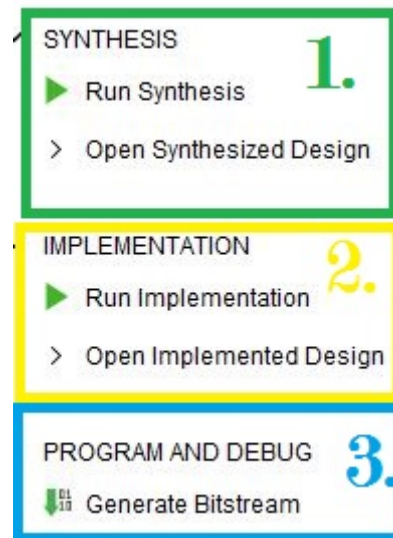 SYNTHESIS
1.
Run Synthesis
Open Synthesized Design
IMPLEMENTATION
2.
Run Implementation
Open Implemented Design
PROGRAM AND DEBUG
3.
Generate Bitstream